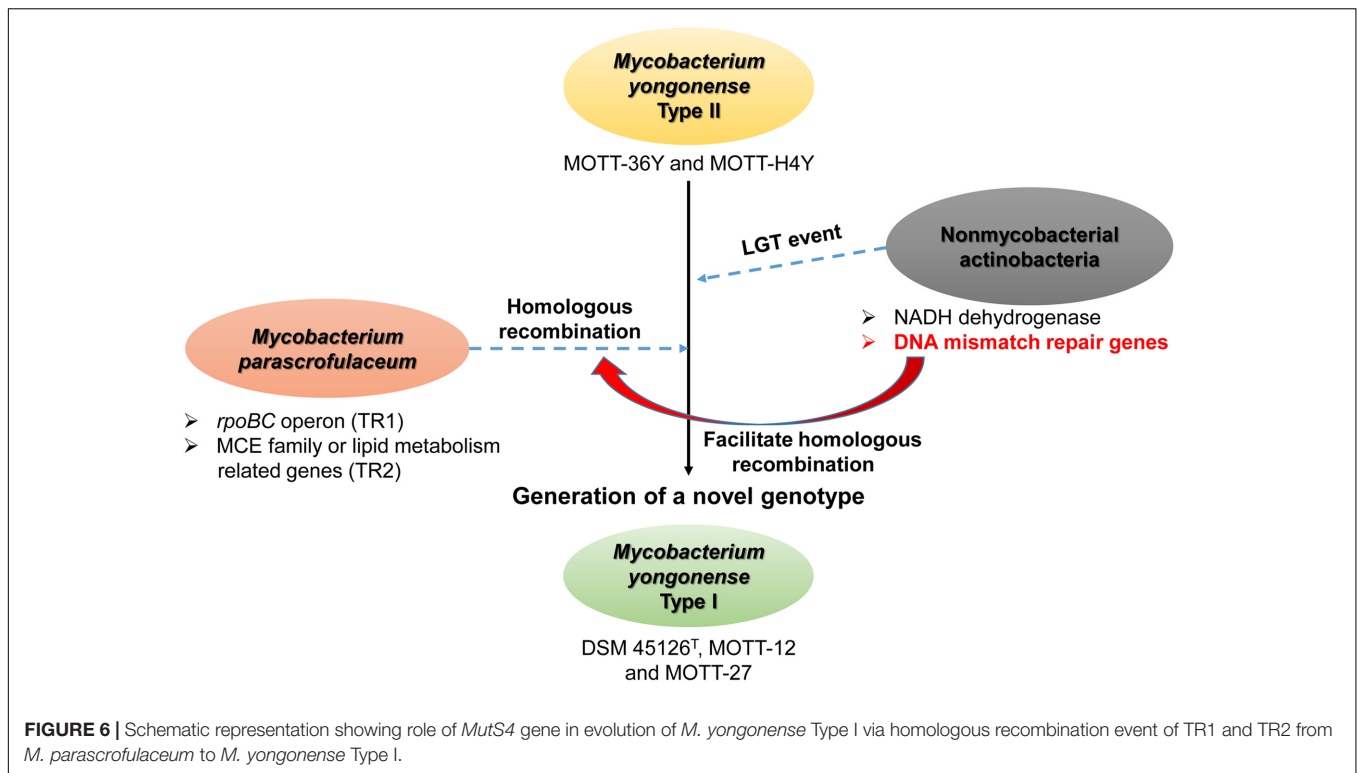 Mycobacterium
yongonense
Type II
MOTT-36Y and MOTT-H4Y
LGT event
Nonmycobacterial
actinobacteria
➢ NADH dehydrogenase
➢ DNA mismatch repair genes
Homologous
recombination
Mycobacterium
parascrofulaceum
➢ rpoBC operon (TR1)
➢ MCE family or lipid metabolism
related genes (TR2)
Facilitate homologous
recombination
Generation of a novel genotype
Mycobacterium
yongonense
Type I
DSM 45126ᵀ, MOTT-12
and MOTT-27
FIGURE 6 | Schematic representation showing role of MutS4 gene in evolution of M. yongonense Type I via homologous recombination event of TR1 and TR2 from
M. parascrofulaceum to M. yongonense Type I.